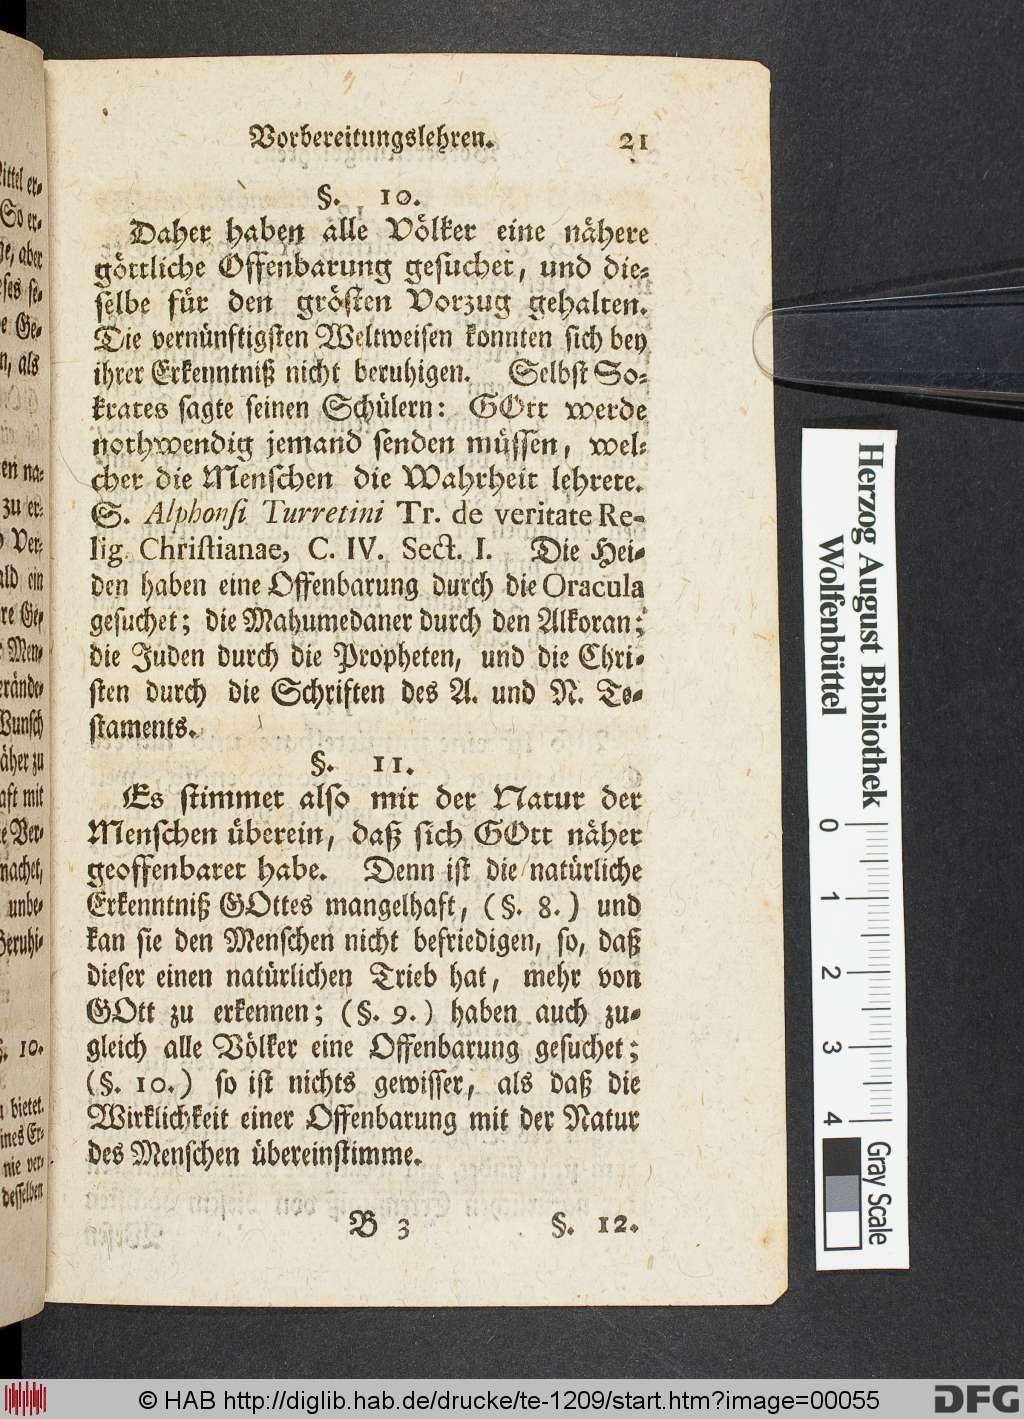 Vorbereitungslehren. 21
§. 10.
Daher haben alle Völker eine nähere
göttliche Offenbarung gesuchet, und die-
selbe für den grösten Vorzug gehalten.
Die vernünftigsten Weltweisen konnten sich bey
ihrer Erkenntniß nicht beruhigen. Selbst So-
krates sagte seinen Schülern: GOtt werde
nothwendig jemand senden müssen, wel-
cher die Menschen die Wahrheit lehrete.
S. Alphonsi Turretini Tr. de veritate Re-
lig. Christianae, C. IV. Sect. I. Die Hei-
den haben eine Offenbarung durch die Oracula
gesuchet; die Mahumedaner durch den Alkoran;
die Juden durch die Propheten, und die Chri-
sten durch die Schriften des A. und N. Te-
staments.
§. 11.
Es stimmet also mit der Natur der
Menschen überein, daß sich GOtt näher
geoffenbaret habe. Denn ist die natürliche
Erkenntniß GOttes mangelhaft, (§. 8.) und
kan sie den Menschen nicht befriedigen, so, daß
dieser einen natürlichen Trieb hat, mehr von
GOtt zu erkennen; (§. 9.) haben auch zu-
gleich alle Völker eine Offenbarung gesuchet;
(§. 10.) so ist nichts gewisser, als daß die
Wirklichkeit einer Offenbarung mit der Natur
des Menschen übereinstimme.
B 3 §. 12.
Herzog August Bibliothek
Wolfenbüttel
0 1 2 3 4
Gray Scale
© HAB http://diglib.hab.de/drucke/te-1209/start.htm?image=00055
DFG